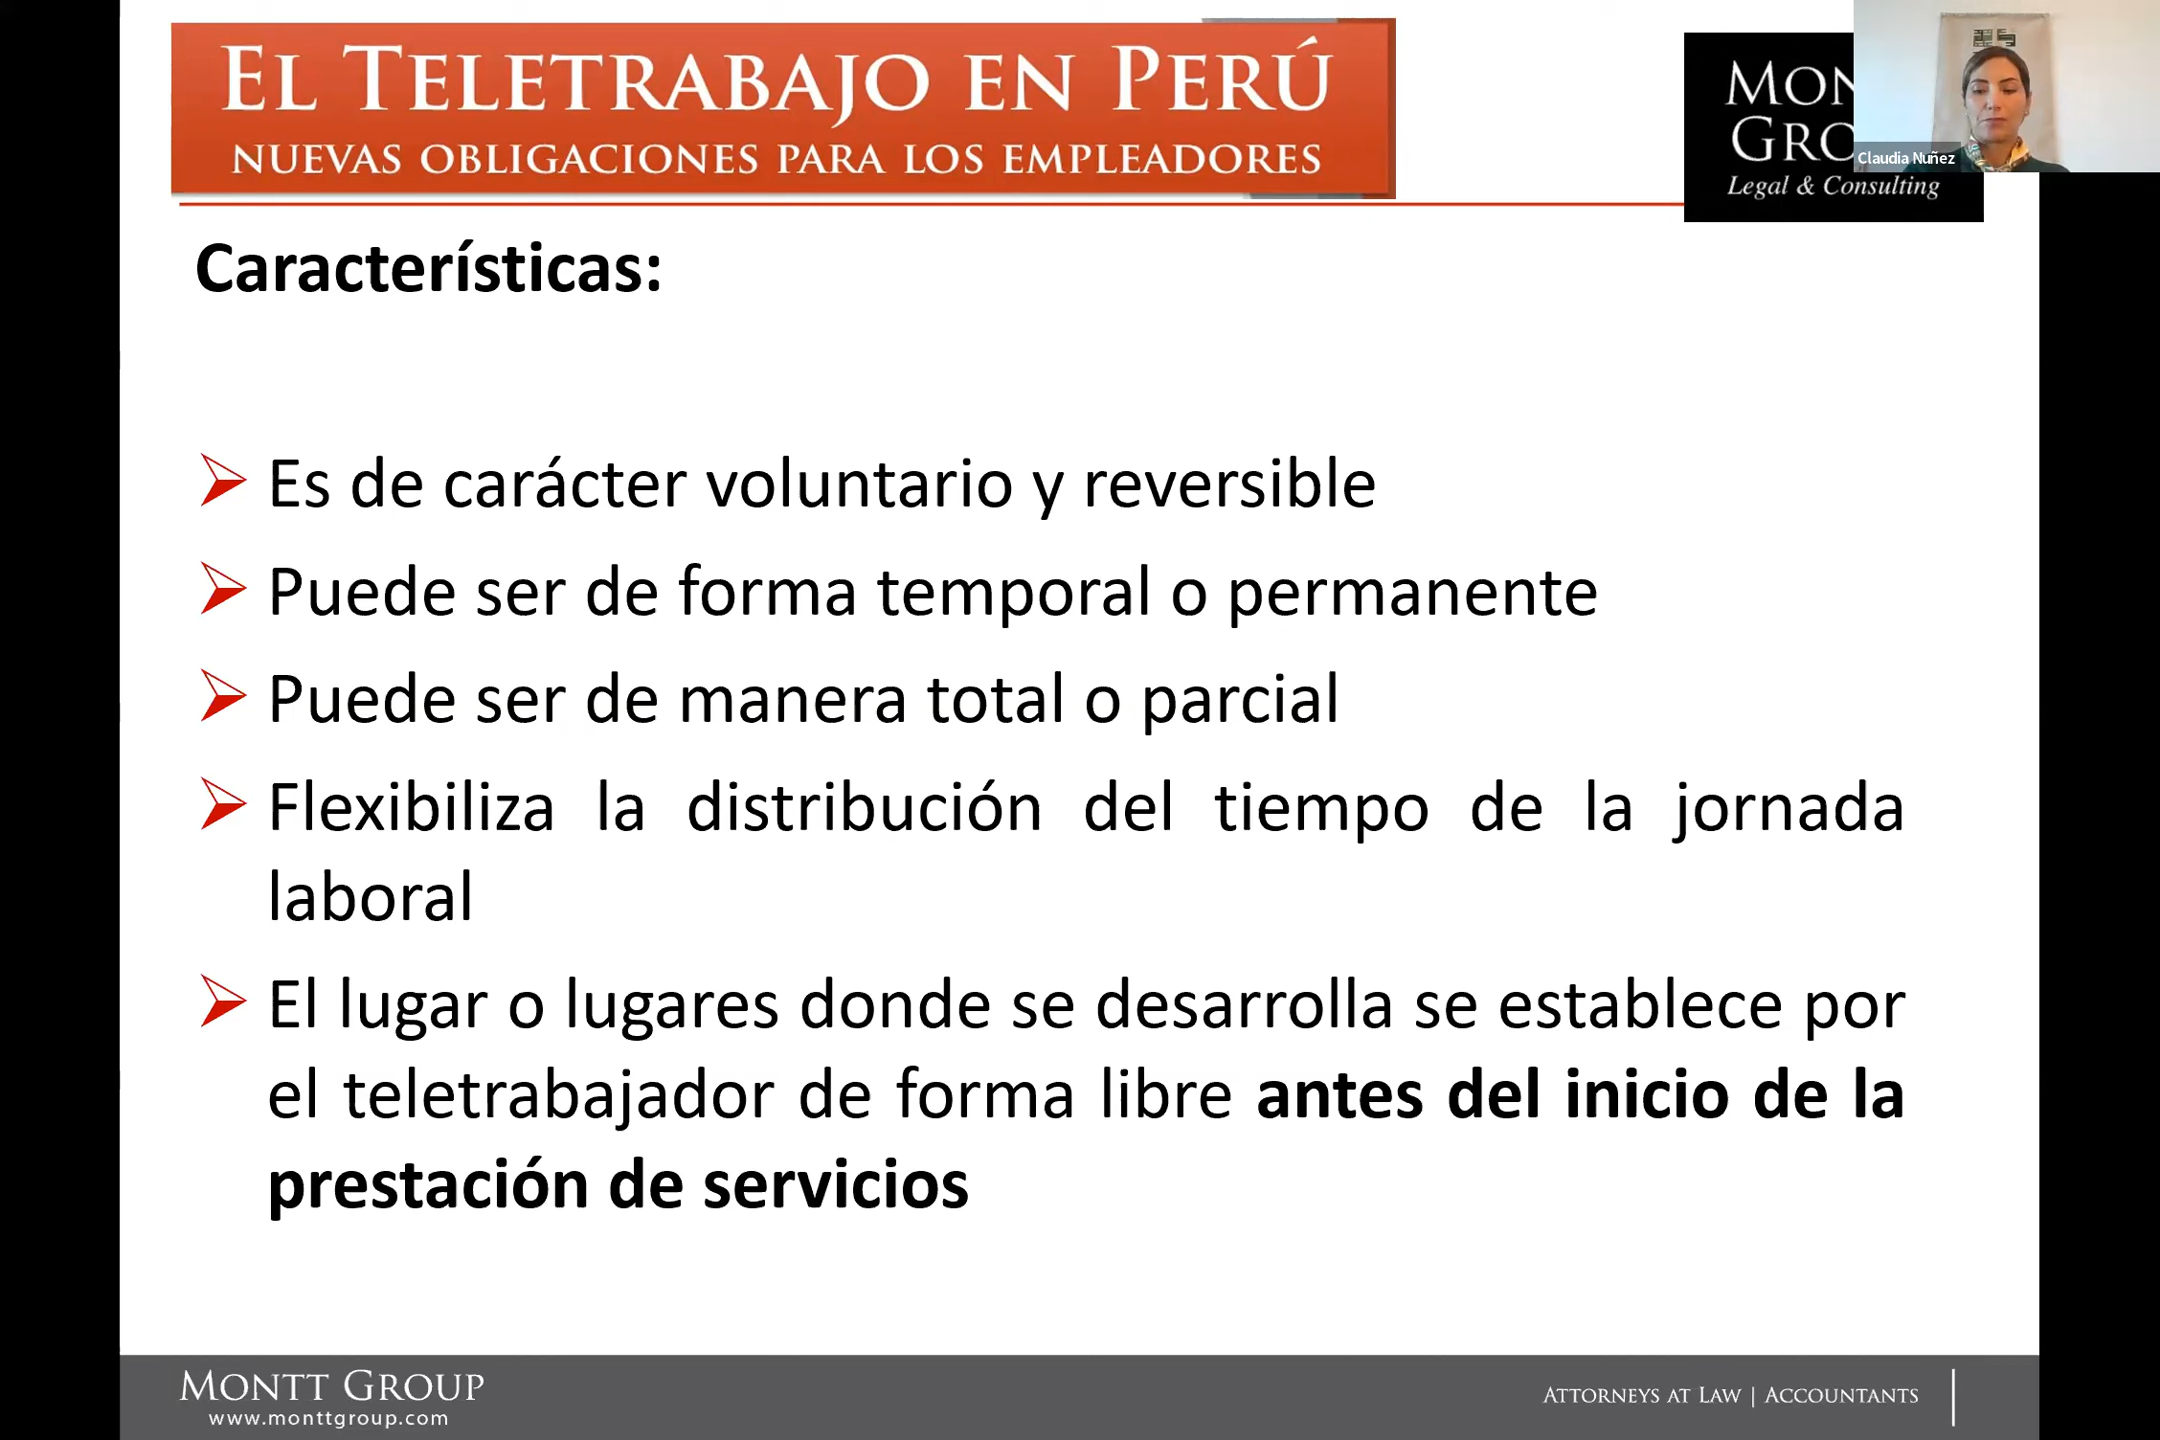 EL TELETRABAJO EN PERÚ
NUEVAS OBLIGACIONES PARA LOS EMPLEADORES
Claudia Nuñez
Legal & Consulting
Características:
Es de carácter voluntario y reversible
Puede ser de forma temporal o permanente
Puede ser de manera total o parcial
Flexibiliza la distribución del tiempo de la jornada
laboral
El lugar o lugares donde se desarrolla se establece por
el teletrabajador de forma libre antes del inicio de la
prestación de servicios
MONTT GROUP
www.monttgroup.com
ATTORNEYS AT LAW | ACCOUNTANTS